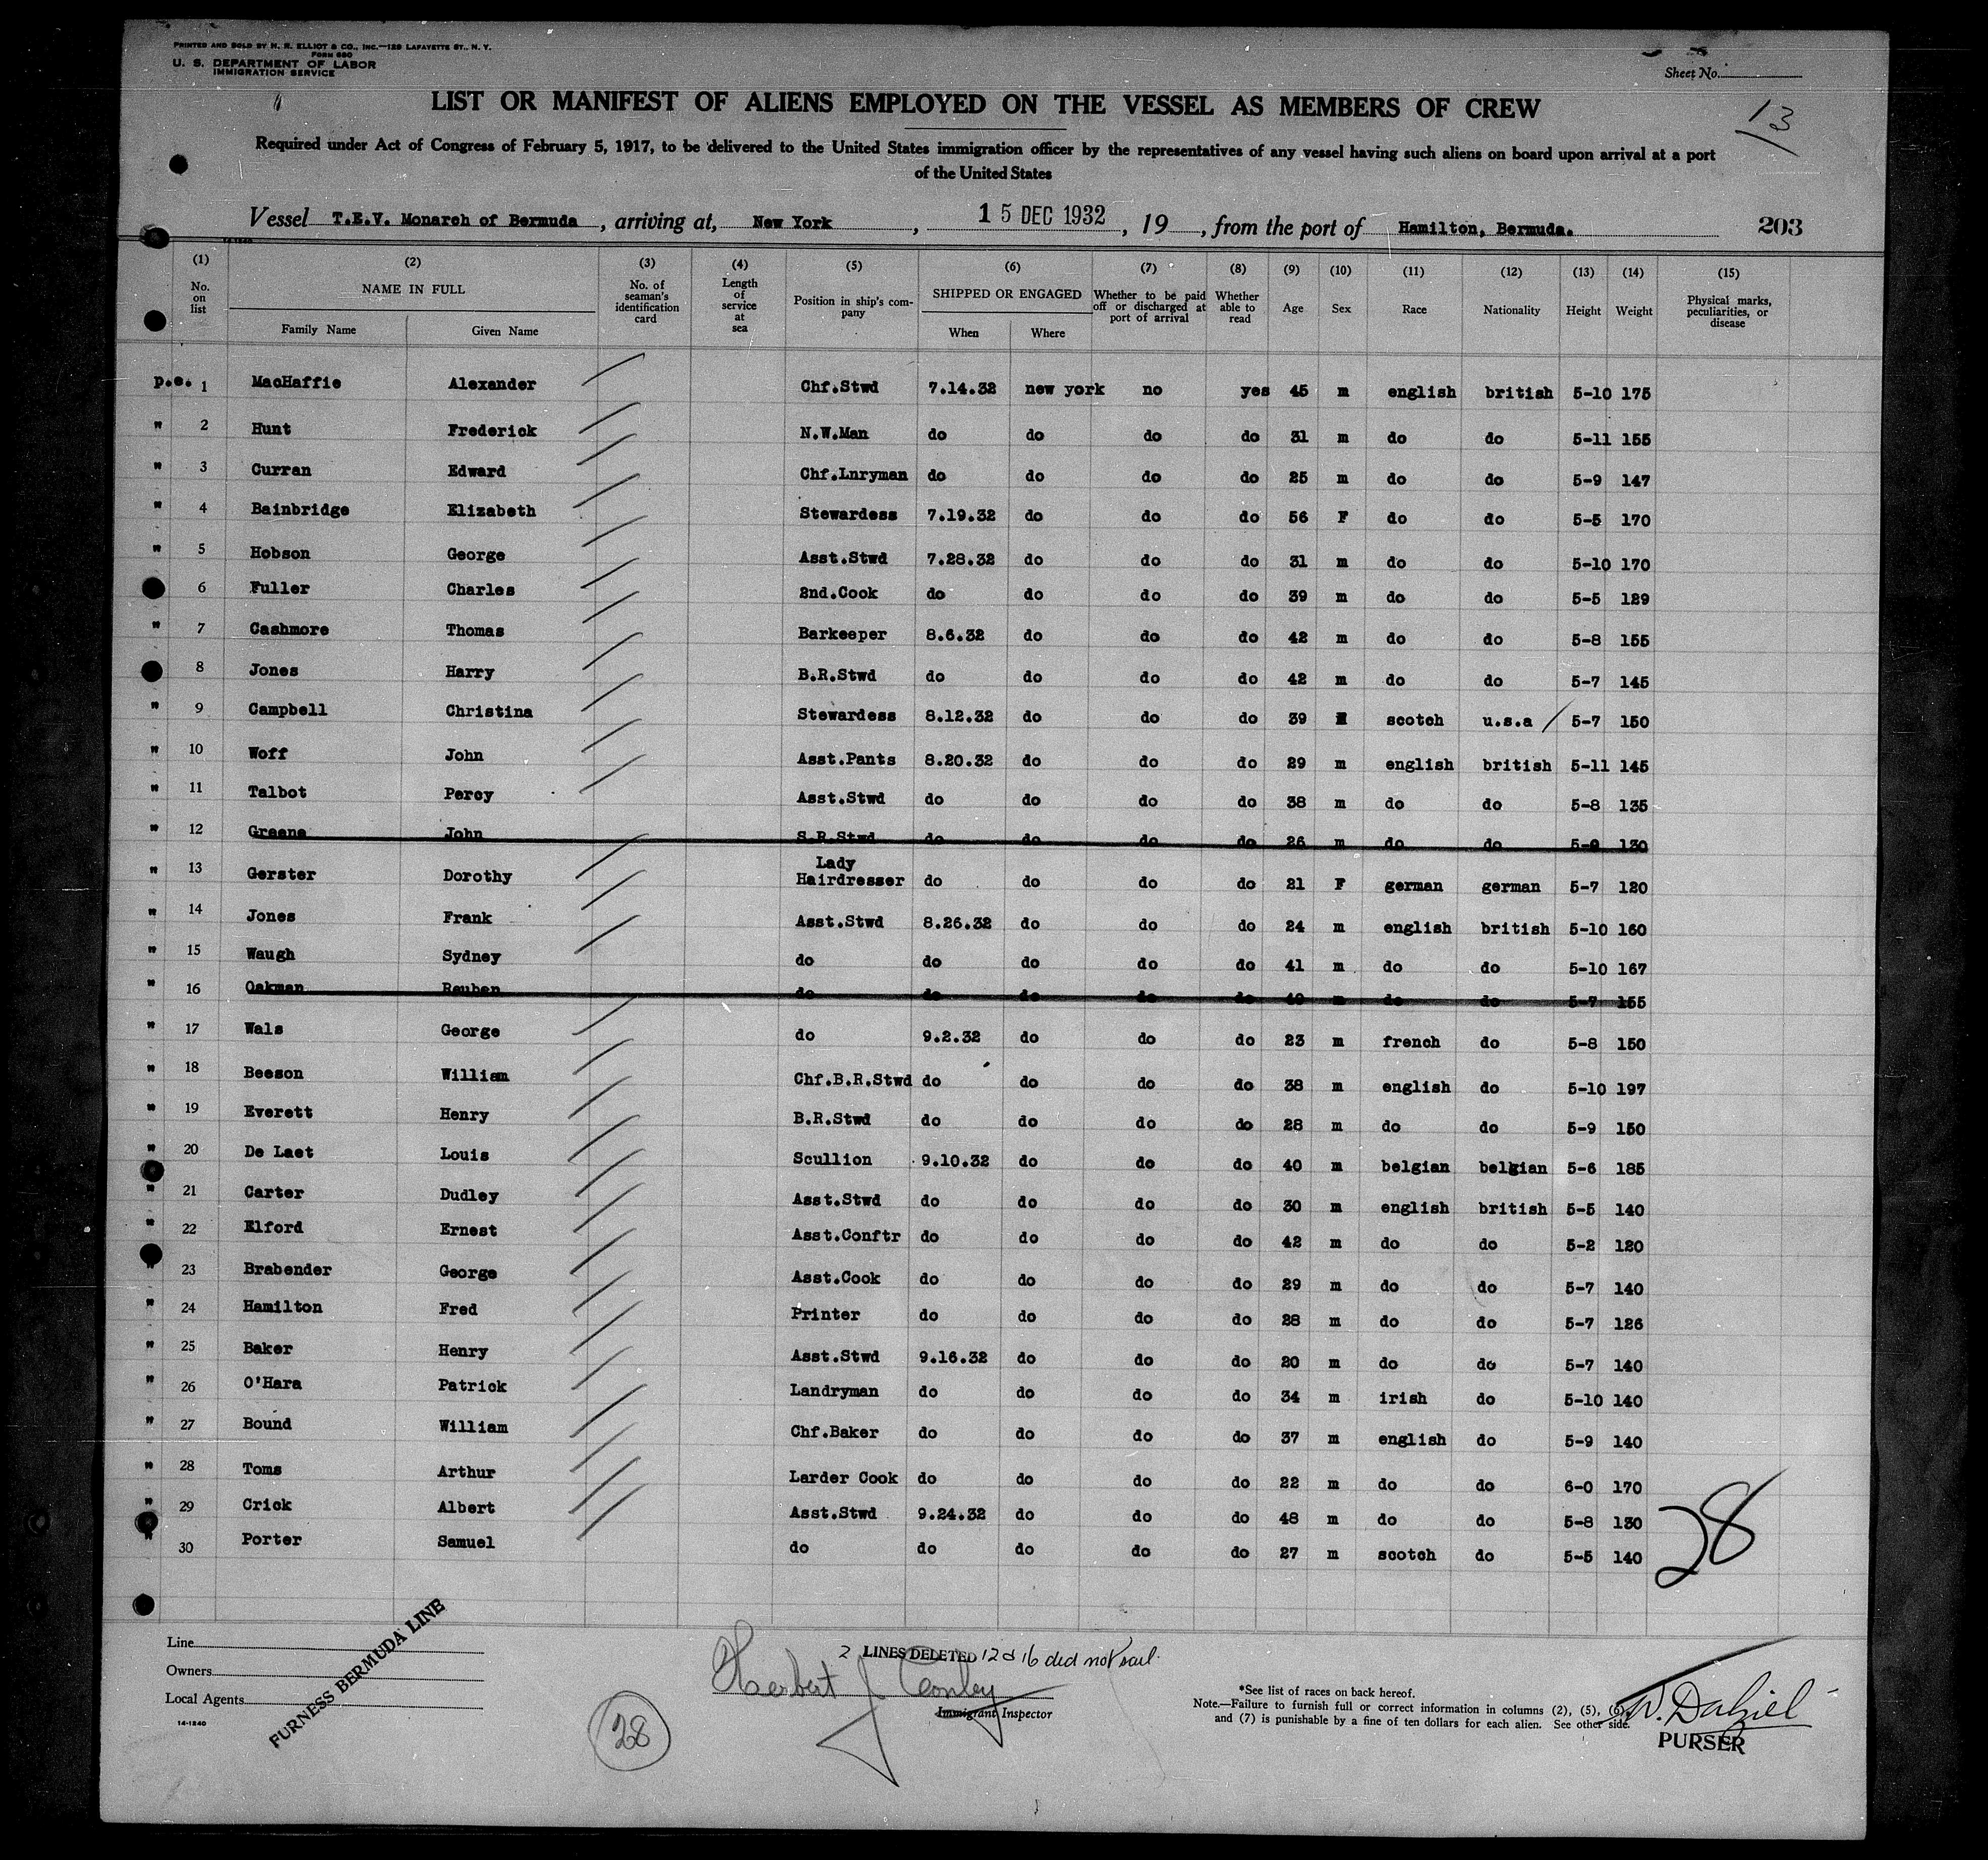 PRINTED AND SOLD BY H. R. ELLIOT & CO., INC.—129 LAFAYETTE ST., N. Y.
FORM 680
U. S. DEPARTMENT OF LABOR
IMMIGRATION SERVICE
Sheet No.
13
LIST OR MANIFEST OF ALIENS EMPLOYED ON THE VESSEL AS MEMBERS OF CREW
Required under Act of Congress of February 5, 1917, to be delivered to the United States immigration officer by the representatives of any vessel having such aliens on board upon arrival at a port
of the United States
Vessel T.E.V. Monarch of Bermuda, arriving at, New York, 15 DEC 1932, 19, from the port of Hamilton, Bermuda. 203
14-1240
(1) (2) (3) (4) (5) (6) (7) (8) (9) (10) (11) (12) (13) (14) (15)
No. on list NAME IN FULL Family Name Given Name No. of seaman's identification card Length of service at sea Position in ship's company SHIPPED OR ENGAGED When Where Whether to be paid off or discharged at port of arrival Whether able to read Age Sex Race Nationality Height Weight Physical marks, peculiarities, or disease
p.e. 1 MacHaffie Alexander Chf.Stwd 7.14.32 new york no yes 45 m english british 5-10 175
" 2 Hunt Frederick N.W.Man do do do do 31 m do do 5-11 155
" 3 Curran Edward Chf.Lnryman do do do do 25 m do do 5-9 147
" 4 Bainbridge Elizabeth Stewardess 7.19.32 do do do 56 F do do 5-5 170
" 5 Hobson George Asst.Stwd 7.28.32 do do do 31 m do do 5-10 170
6 Fuller Charles 2nd.Cook do do do do 39 m do do 5-5 129
" 7 Cashmore Thomas Barkeeper 8.6.32 do do do 42 m do do 5-8 155
8 Jones Harry B.R.Stwd do do do do 42 m do do 5-7 145
" 9 Campbell Christina Stewardess 8.12.32 do do do 39 scotch u.s.a 5-7 150
" 10 Woff John Asst.Pants 8.20.32 do do do 29 m english british 5-11 145
" 11 Talbot Percy Asst.Stwd do do do do 38 m do do 5-8 135
" 12 Greene John S.R.Stwd do do do do 26 m do do 5-9 130
" 13 Gerster Dorothy Lady Hairdresser do do do do 21 F german german 5-7 120
" 14 Jones Frank Asst.Stwd 8.26.32 do do do 24 m english british 5-10 160
" 15 Waugh Sydney do do do do do 41 m do do 5-10 167
" 16 Oakman Reuben do do do do do 40 m do do 5-7 155
" 17 Wals George do 9.2.32 do do do 23 m french do 5-8 150
" 18 Beeson William Chf.B.R.Stwd do do do do 38 m english do 5-10 197
" 19 Everett Henry B.R.Stwd do do do do 28 m do do 5-9 150
" 20 De Laet Louis Scullion 9.10.32 do do do 40 m belgian belgian 5-6 185
" 21 Carter Dudley Asst.Stwd do do do do 30 m english british 5-5 140
" 22 Elford Ernest Asst.Conftr do do do do 42 m do do 5-2 120
" 23 Brabender George Asst.Cook do do do do 29 m do do 5-7 140
" 24 Hamilton Fred Printer do do do do 28 m do do 5-7 126
" 25 Baker Henry Asst.Stwd 9.16.32 do do do 20 m do do 5-7 140
" 26 O'Hara Patrick Landryman do do do do 34 m irish do 5-10 140
" 27 Bound William Chf.Baker do do do do 37 m english do 5-9 140
" 28 Toms Arthur Larder Cook do do do do 22 m do do 6-0 170
" 29 Crick Albert Asst.Stwd 9.24.32 do do do 48 m do do 5-8 130
" 30 Porter Samuel do do do do do 27 m scotch do 5-5 140
28
Line
Owners
Local Agents
14-1240
FURNESS BERMUDA LINE
28
2 LINES DELETED 12 & 16 did not sail.
Herbert J Conley
Immigrant Inspector
*See list of races on back hereof.
Note.—Failure to furnish full or correct information in columns (2), (5), (6),
and (7) is punishable by a fine of ten dollars for each alien. See other side.
W. Dalziel
PURSER